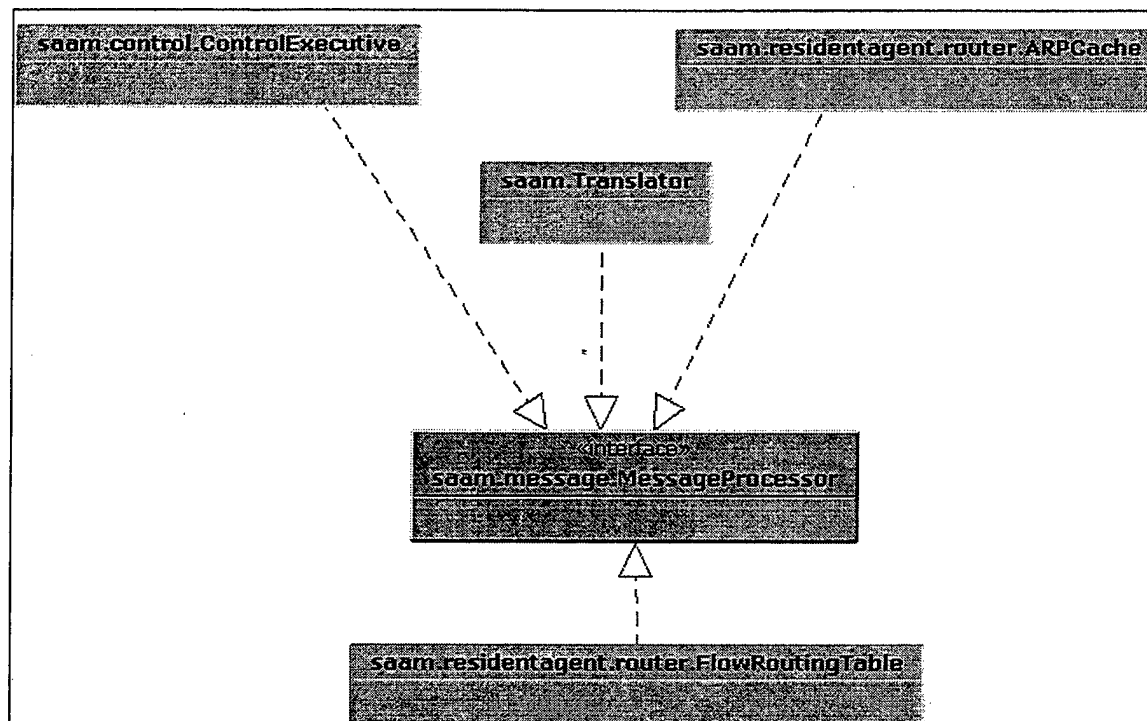 saam.control.ControlExecutive
saam.residentagent.router.ARPCache
saam.Translator
«interface»
saam.message.MessageProcessor
saam.residentagent.router.FlowRoutingTable